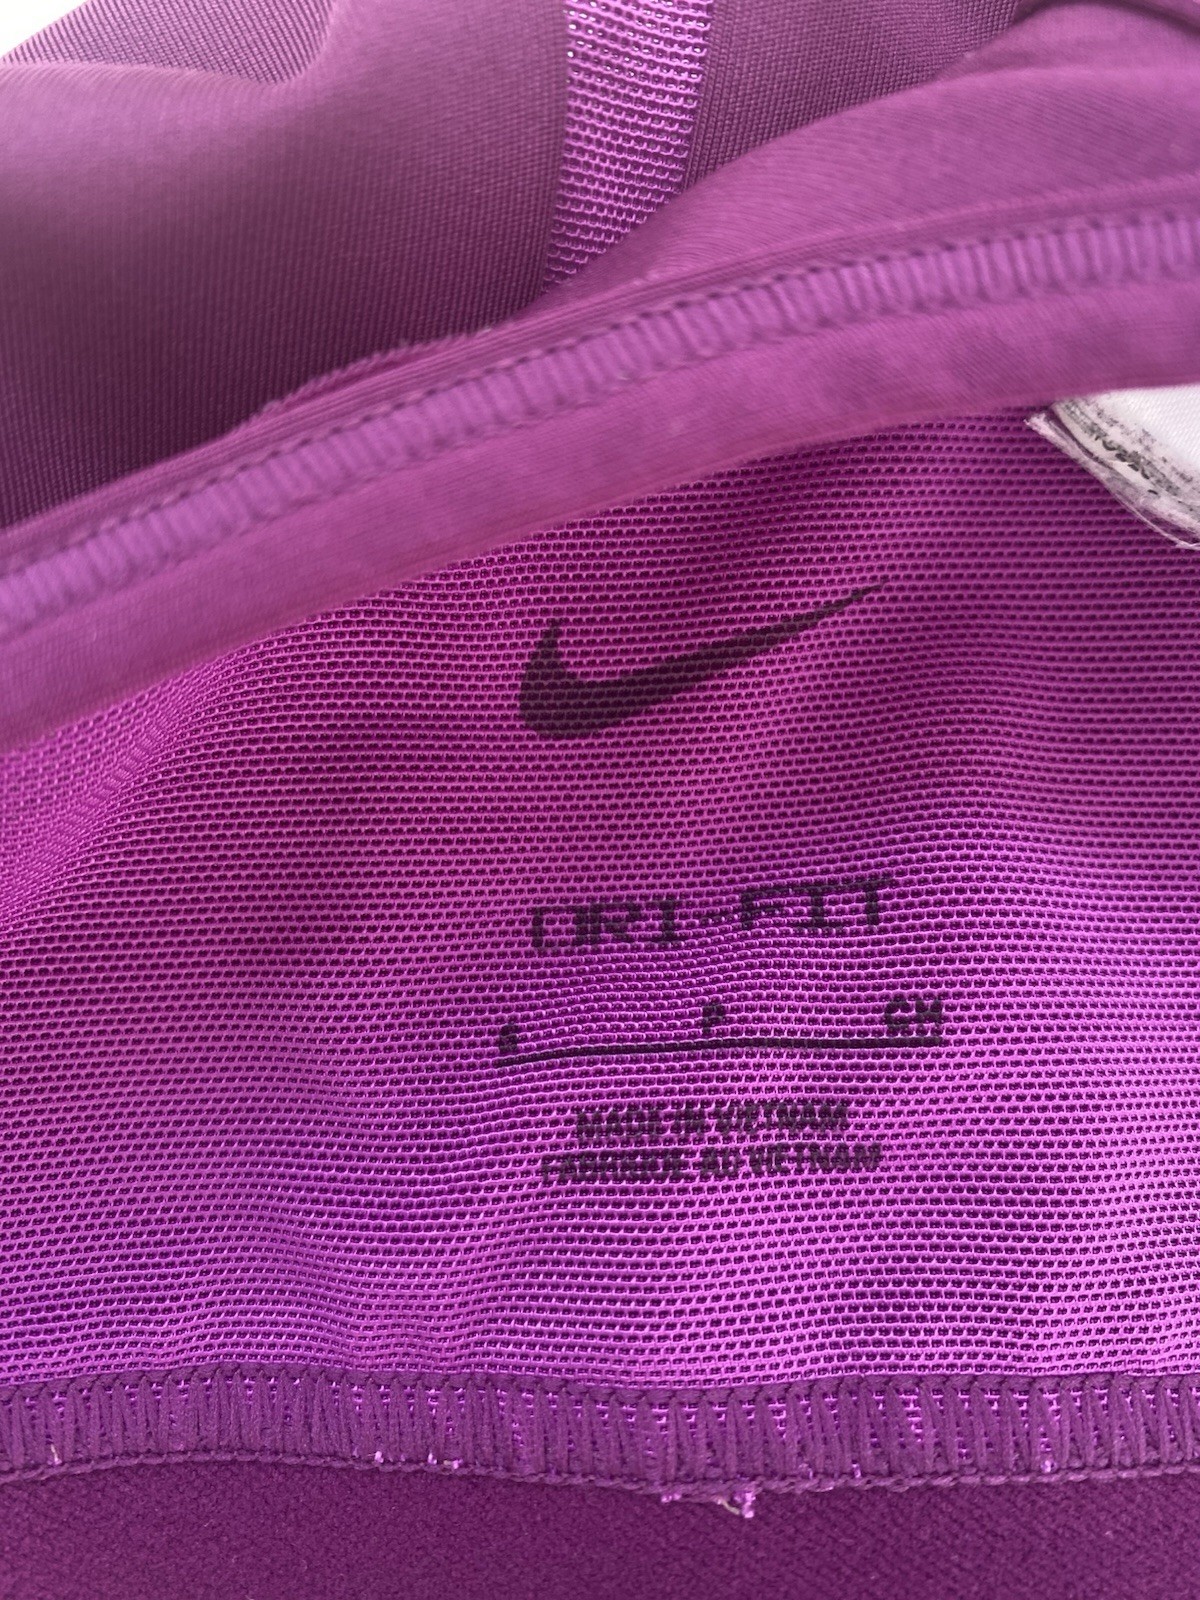 DRI-FIT
S P CH
MADE IN VIETNAM
FABRIQUÉ AU VIETNAM